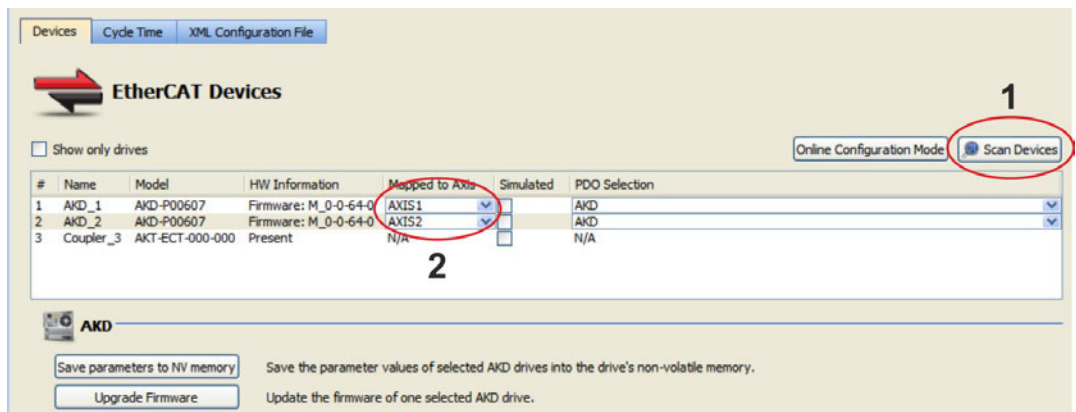 Devices Cycle Time XML Configuration File
EtherCAT Devices
1
Show only drives Online Configuration Mode Scan Devices
# Name Model HW Information Mapped to Axis Simulated PDO Selection
1 AKD_1 AKD-P00607 Firmware: M_0-0-64-0 AXIS1 AKD
2 AKD_2 AKD-P00607 Firmware: M_0-0-64-0 AXIS2 AKD
3 Coupler_3 AKT-ECT-000-000 Present N/A N/A
2
AKD
Save parameters to NV memory Save the parameter values of selected AKD drives into the drive's non-volatile memory.
Upgrade Firmware Update the firmware of one selected AKD drive.